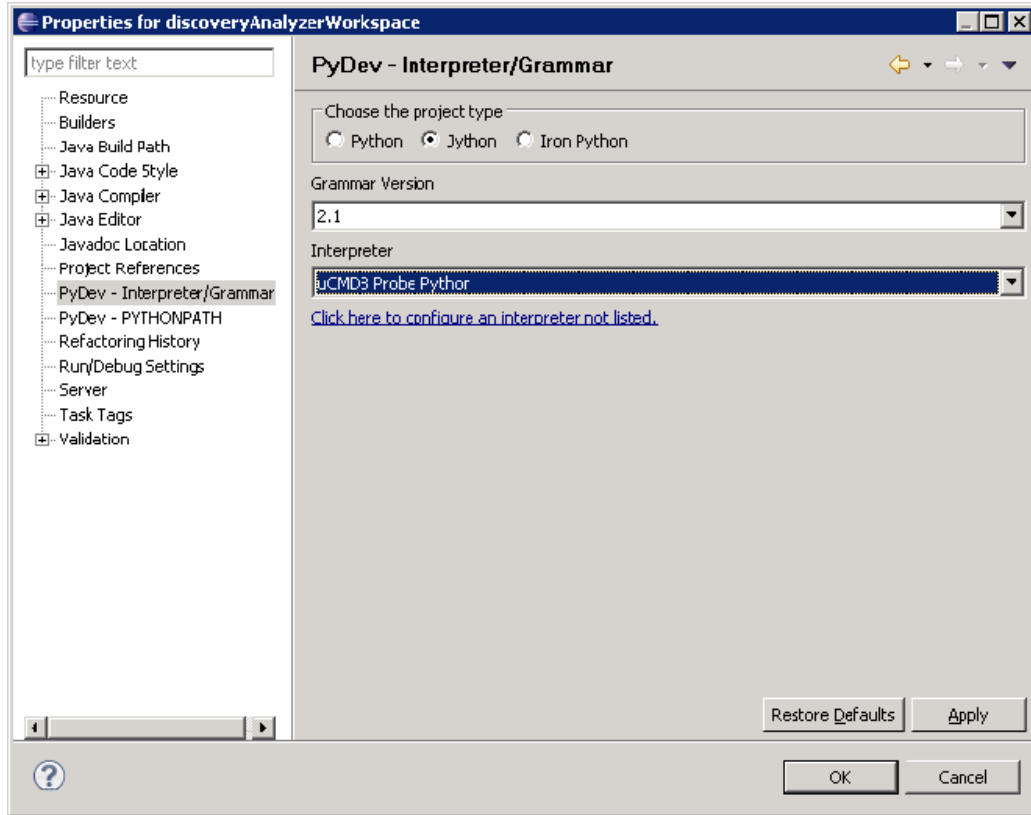 Properties for discoveryAnalyzerWorkspace
type filter text
Resource
Builders
Java Build Path
Java Code Style
Java Compiler
Java Editor
Javadoc Location
Project References
PyDev - Interpreter/Grammar
PyDev - PYTHONPATH
Refactoring History
Run/Debug Settings
Server
Task Tags
Validation
PyDev - Interpreter/Grammar
Choose the project type
Python Jython Iron Python
Grammar Version
2.1
Interpreter
uCMD3 Probe Pythor
Click here to configure an interpreter not listed.
Restore Defaults Apply
? OK Cancel